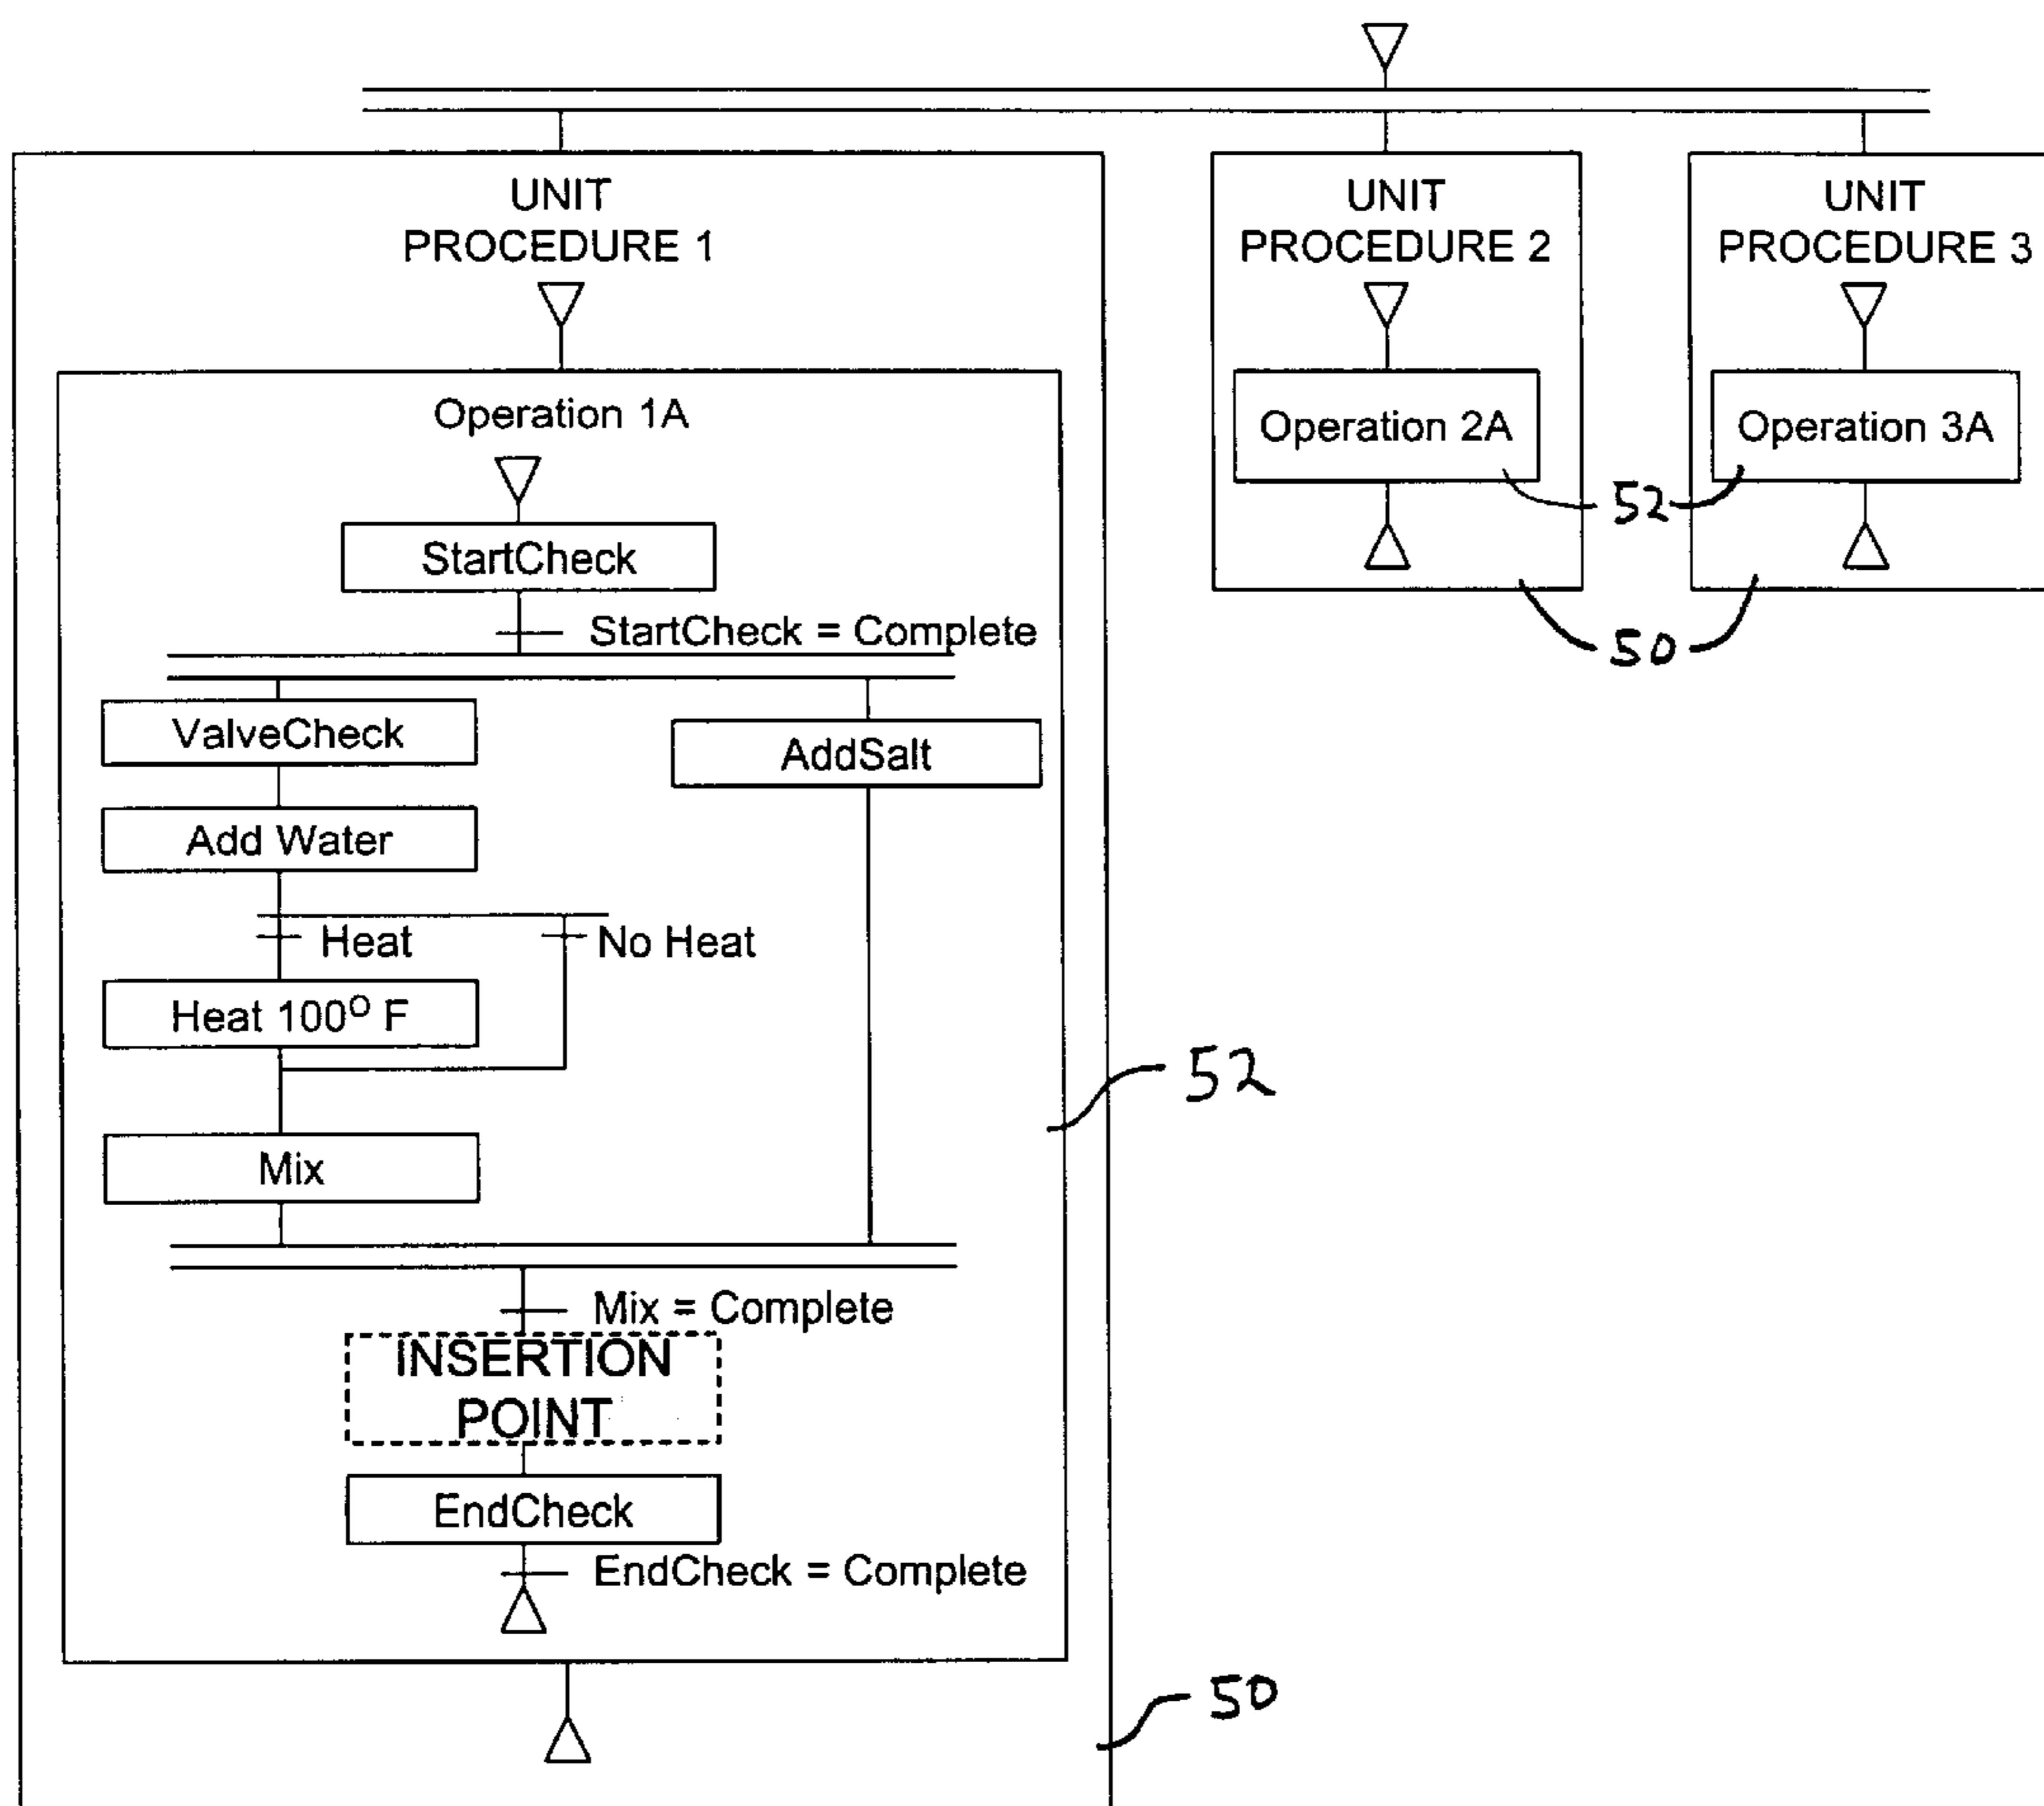 UNIT
PROCEDURE 1
UNIT
PROCEDURE 2
UNIT
PROCEDURE 3
Operation 1A
Operation 2A
Operation 3A
52
50
StartCheck
StartCheck = Complete
ValveCheck
AddSalt
Add Water
Heat
No Heat
Heat 100° F
52
Mix
Mix = Complete
INSERTION
POINT
EndCheck
EndCheck = Complete
50